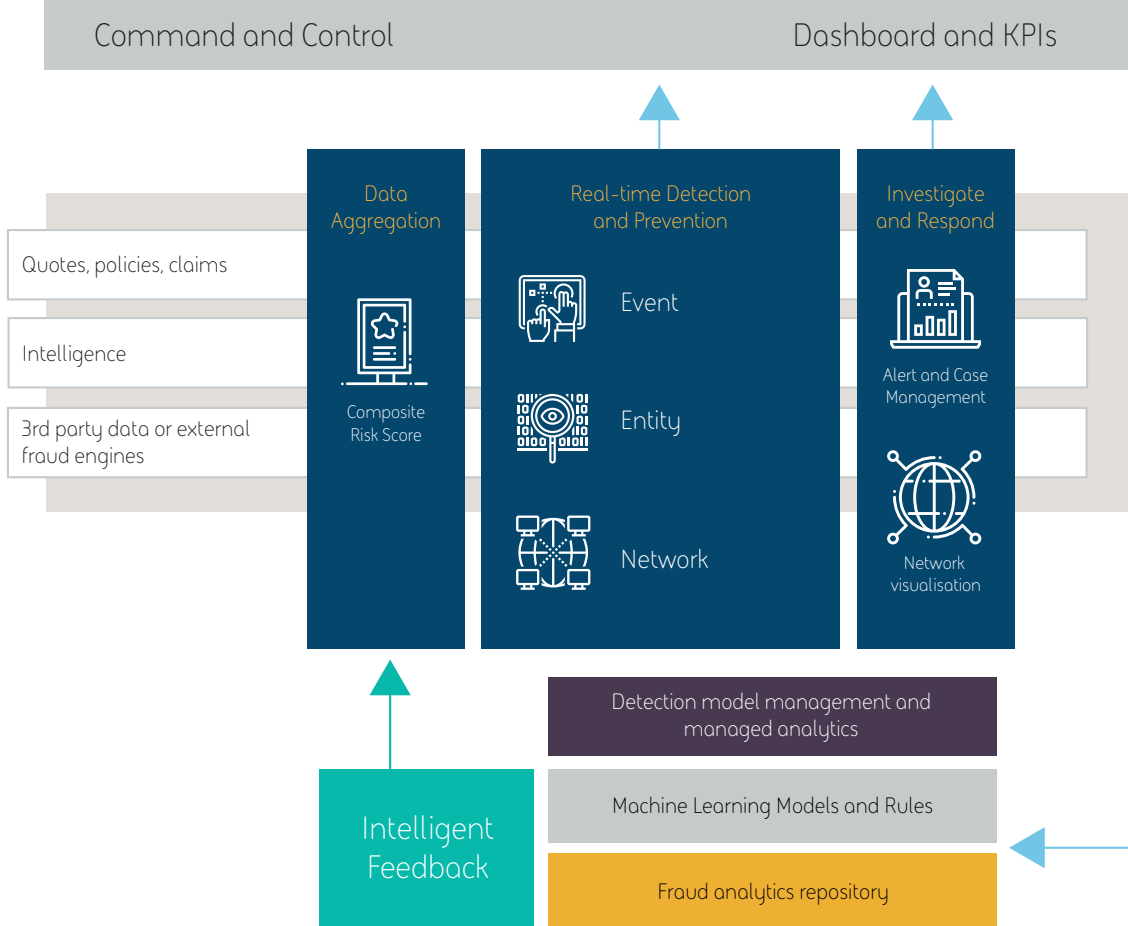 Command and Control
Dashboard and KPIs
Data
Aggregation
Real-time Detection
and Prevention
Investigate
and Respond
Quotes, policies, claims
Intelligence
3rd party data or external
fraud engines
Composite
Risk Score
Event
Entity
Network
Alert and Case
Management
Network
visualisation
Detection model management and
managed analytics
Machine Learning Models and Rules
Fraud analytics repository
Intelligent
Feedback